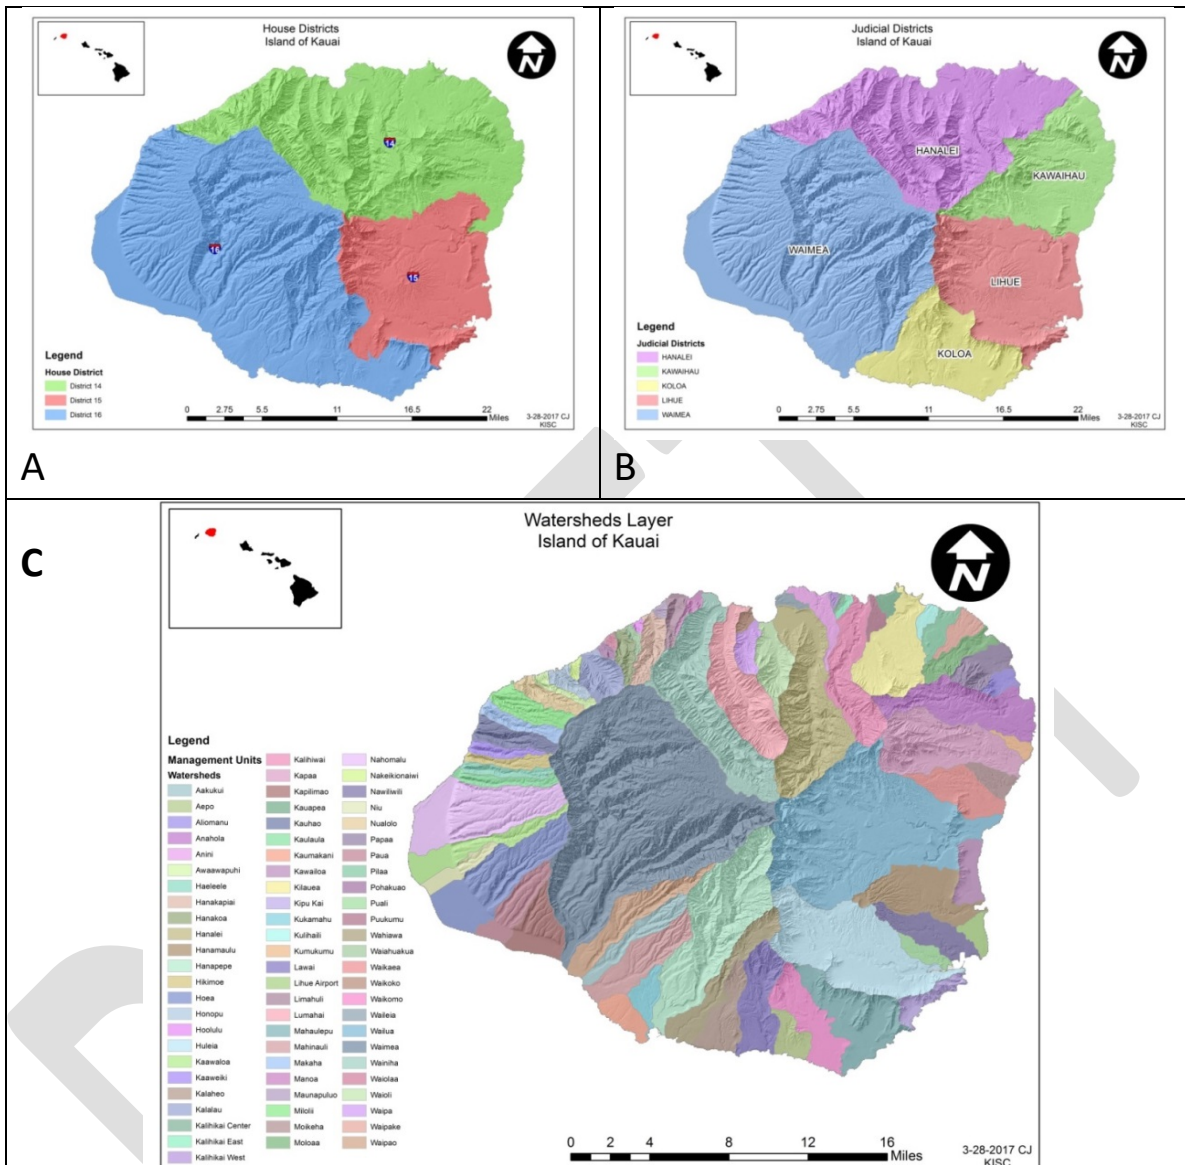 House Districts
Island of Kauai
N
14
16
15
Legend
House District
District 14
District 15
District 16
0 2.75 5.5 11 16.5 22
Miles
3-28-2017 CJ
KISC
A
Judicial Districts
Island of Kauai
N
HANALEI
KAWAIHAU
WAIMEA
LIHUE
KOLOA
Legend
Judicial Districts
HANALEI
KAWAIHAU
KOLOA
LIHUE
WAIMEA
0 2.75 5.5 11 16.5 22
Miles
3-28-2017 CJ
KISC
B
C
Watersheds Layer
Island of Kauai
N
Legend
Management Units
Watersheds
Aakukui
Aepo
Aliomanu
Anahola
Anini
Awaawapuhi
Haeleele
Hanakapiai
Hanakoa
Hanalei
Hanamaulu
Hanapepe
Hikimoe
Hoea
Honopu
Hoolulu
Huleia
Kaawaloa
Kaaweiki
Kalaheo
Kalalau
Kalihikai Center
Kalihikai East
Kalihikai West
Kalihiwai
Kapaa
Kapilimao
Kauapea
Kauhao
Kaulaula
Kaumakani
Kawailoa
Kilauea
Kipu Kai
Kukamahu
Kulihaili
Kumukumu
Lawai
Lihue Airport
Limahuli
Lumahai
Mahaulepu
Mahinauli
Makaha
Manoa
Maunapuluo
Milolii
Moikeha
Moloaa
Nahomalu
Nakeikionaiwi
Nawiliwili
Niu
Nualolo
Papaa
Paua
Pilaa
Pohakuao
Puali
Puukumu
Wahiawa
Waiahuakua
Waikaea
Waikoko
Waikomo
Waileia
Wailua
Waimea
Wainiha
Waiolaa
Waioli
Waipa
Waipake
Waipao
0 2 4 8 12 16
Miles
3-28-2017 CJ
KISC